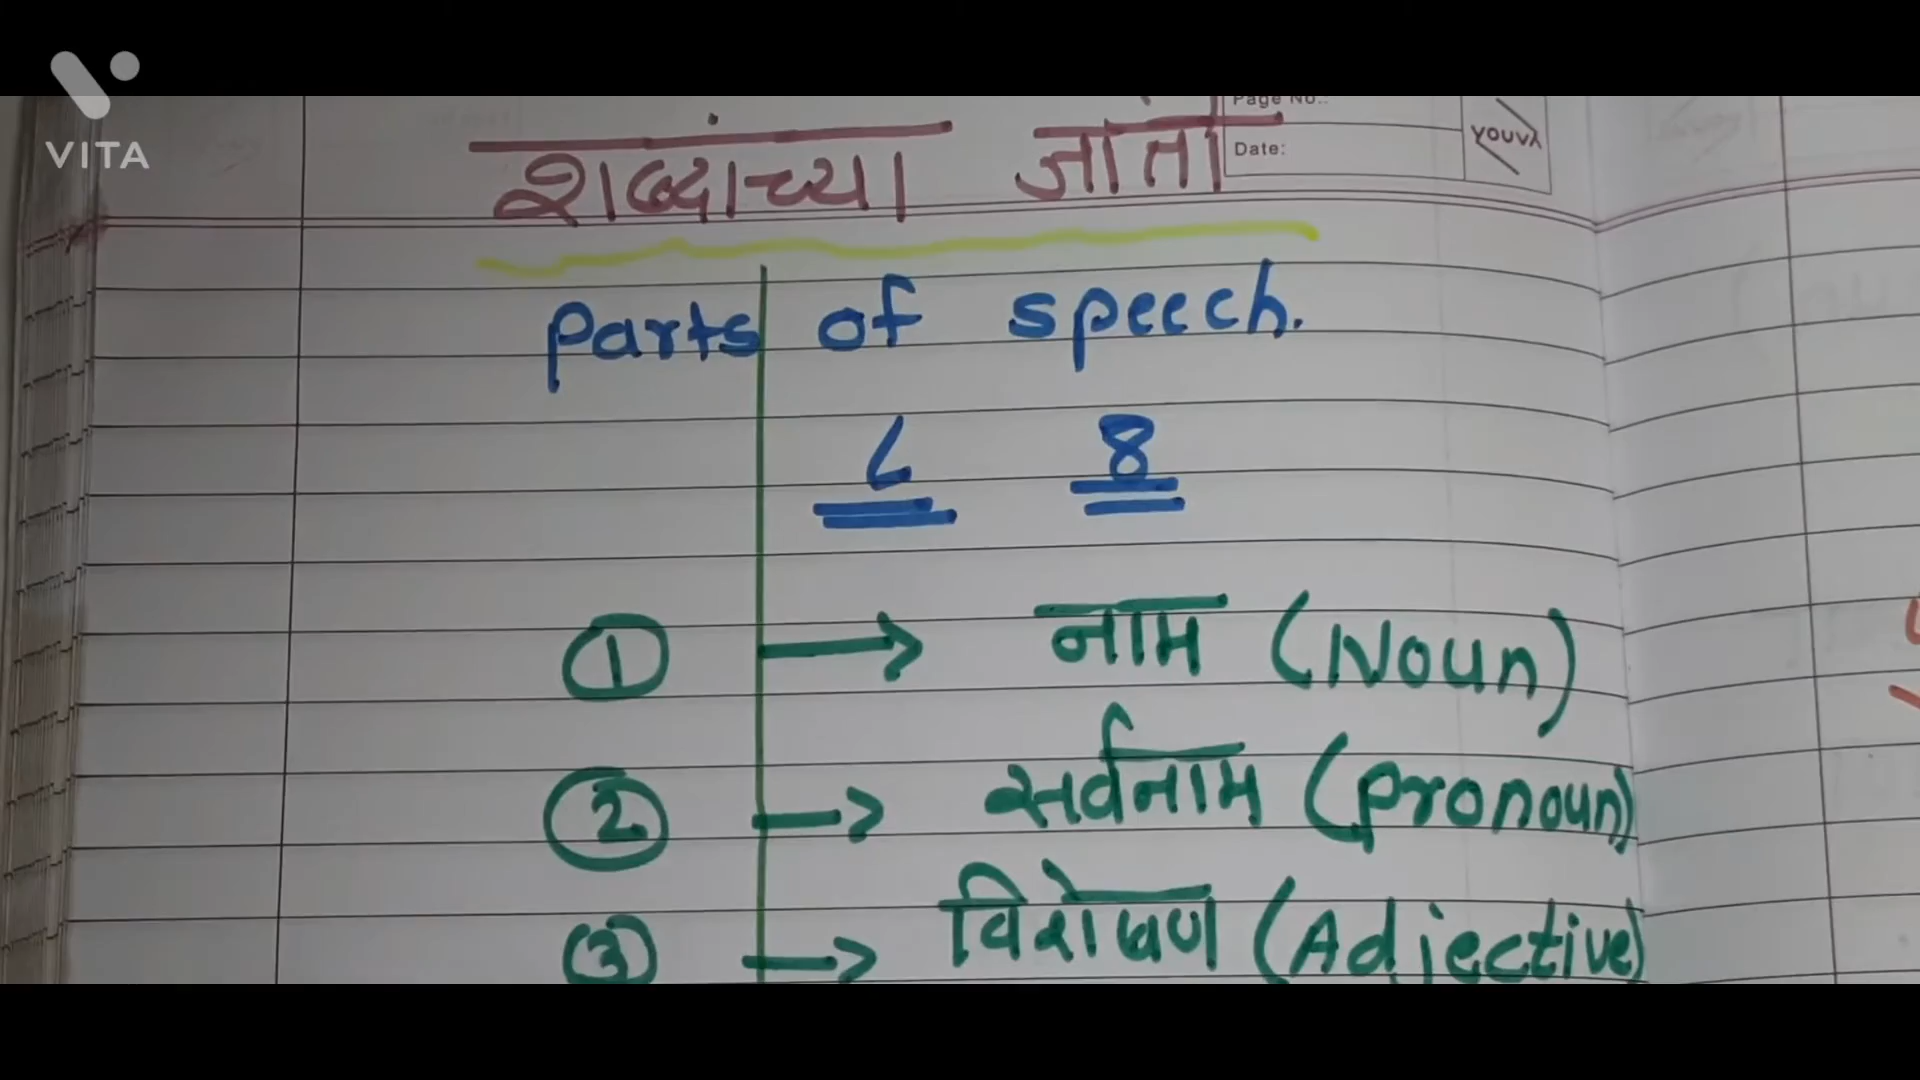 VITA
Page No.:
शब्दांच्या जाती
Date:
youva
Parts of speech.
८ 8
1 → नाम (Noun)
2 → सर्वनाम (Pronoun)
3 → विशेषण (Adjective)